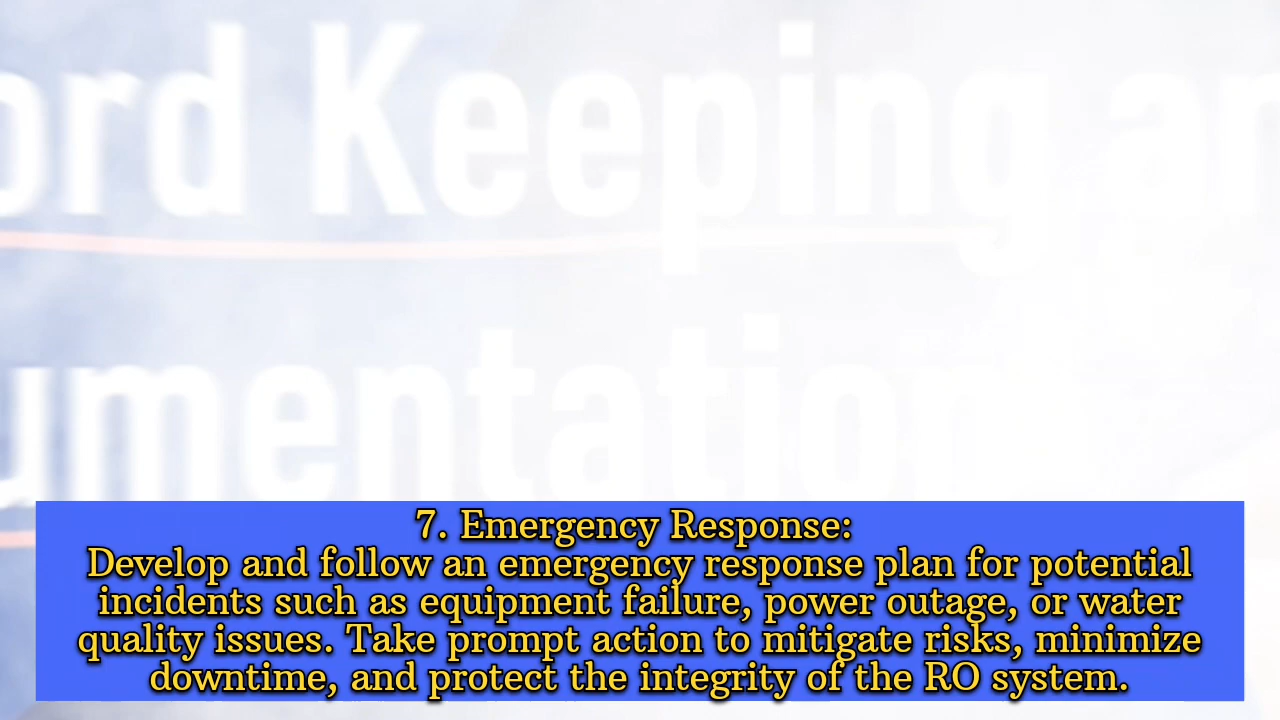 ord Keeping an
umentation
7. Emergency Response:
Develop and follow an emergency response plan for potential
incidents such as equipment failure, power outage, or water
quality issues. Take prompt action to mitigate risks, minimize
downtime, and protect the integrity of the RO system.